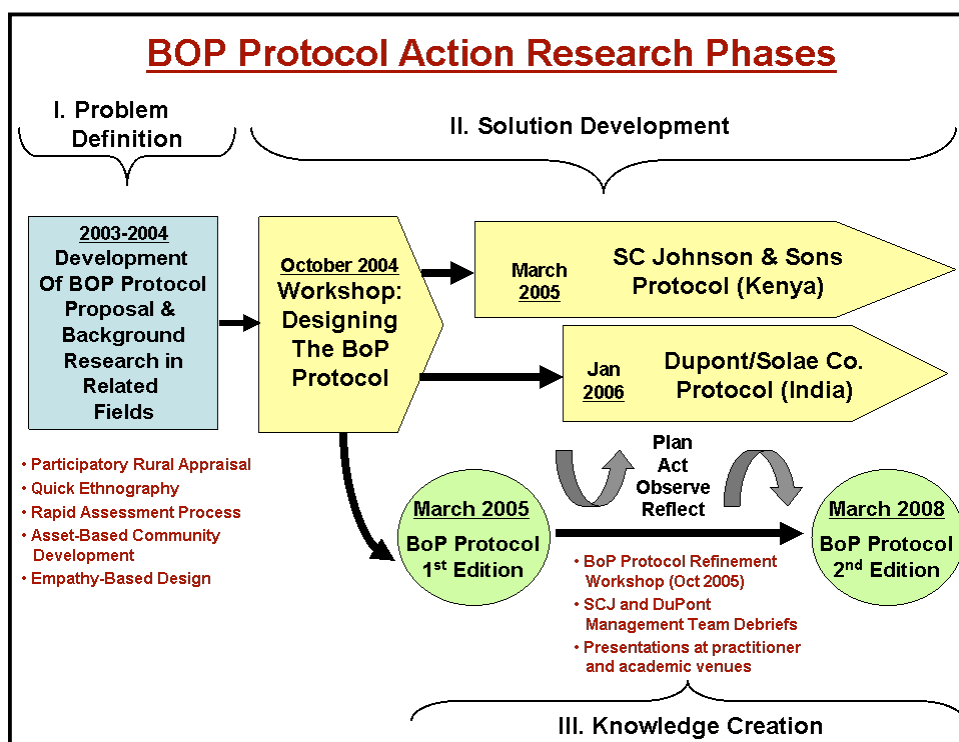 BOP Protocol Action Research Phases
I. Problem
Definition
II. Solution Development
2003-2004
Development
Of BOP Protocol
Proposal &
Background
Research in
Related
Fields
October 2004
Workshop:
Designing
The BoP
Protocol
March
2005
SC Johnson & Sons
Protocol (Kenya)
Jan
2006
Dupont/Solae Co.
Protocol (India)
• Participatory Rural Appraisal
• Quick Ethnography
• Rapid Assessment Process
• Asset-Based Community
Development
• Empathy-Based Design
Plan
Act
Observe
Reflect
March 2005
BoP Protocol
1st Edition
March 2008
BoP Protocol
2nd Edition
• BoP Protocol Refinement
Workshop (Oct 2005)
• SCJ and DuPont
Management Team Debriefs
• Presentations at practitioner
and academic venues
III. Knowledge Creation